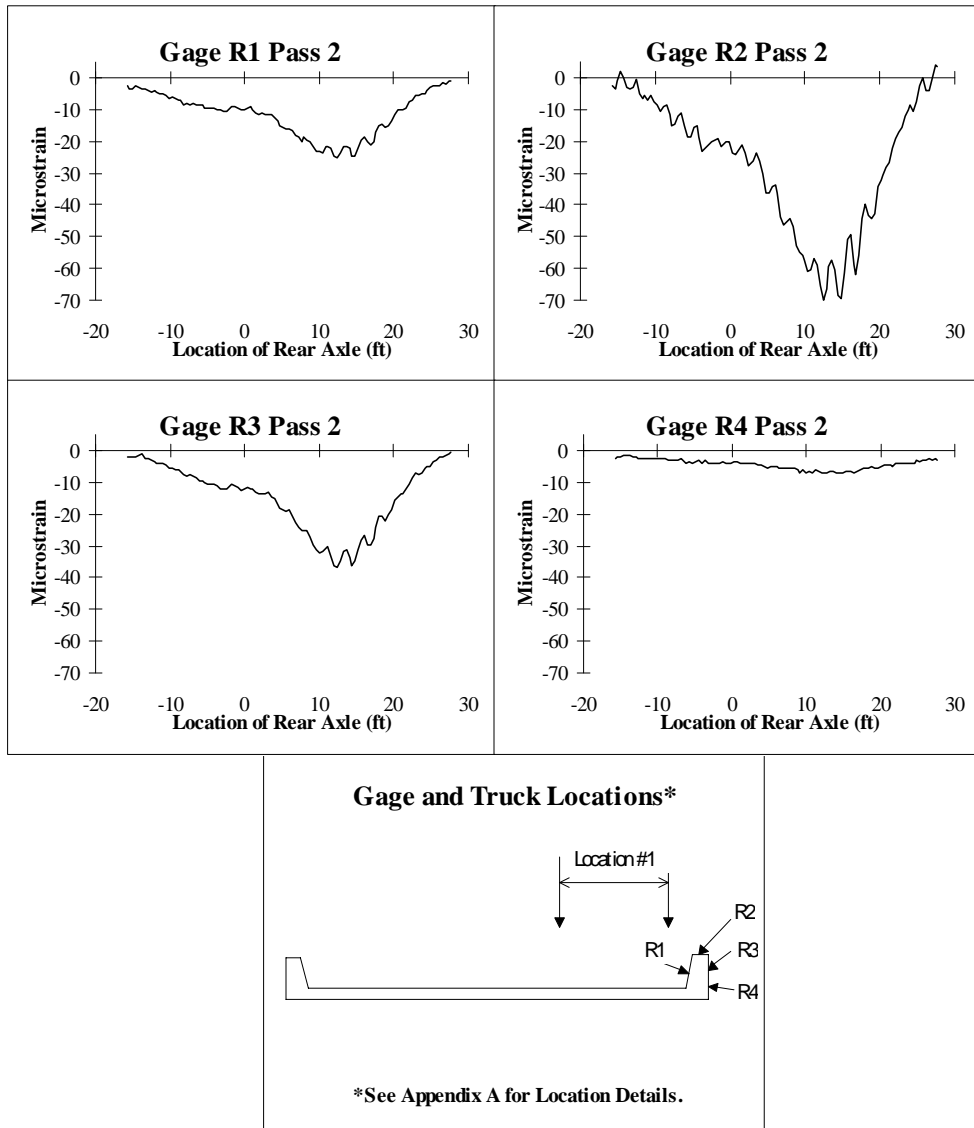 Gage R1 Pass 2
0
-10
-20
-30
-40
-50
-60
-70
Microstrain
-20 -10 0 10 20 30
Location of Rear Axle (ft)
Gage R2 Pass 2
0
-10
-20
-30
-40
-50
-60
-70
Microstrain
-20 -10 0 10 20 30
Location of Rear Axle (ft)
Gage R3 Pass 2
0
-10
-20
-30
-40
-50
-60
-70
Microstrain
-20 -10 0 10 20 30
Location of Rear Axle (ft)
Gage R4 Pass 2
0
-10
-20
-30
-40
-50
-60
-70
Microstrain
-20 -10 0 10 20 30
Location of Rear Axle (ft)
Gage and Truck Locations*
Location #1
R2
R1
R3
R4
*See Appendix A for Location Details.